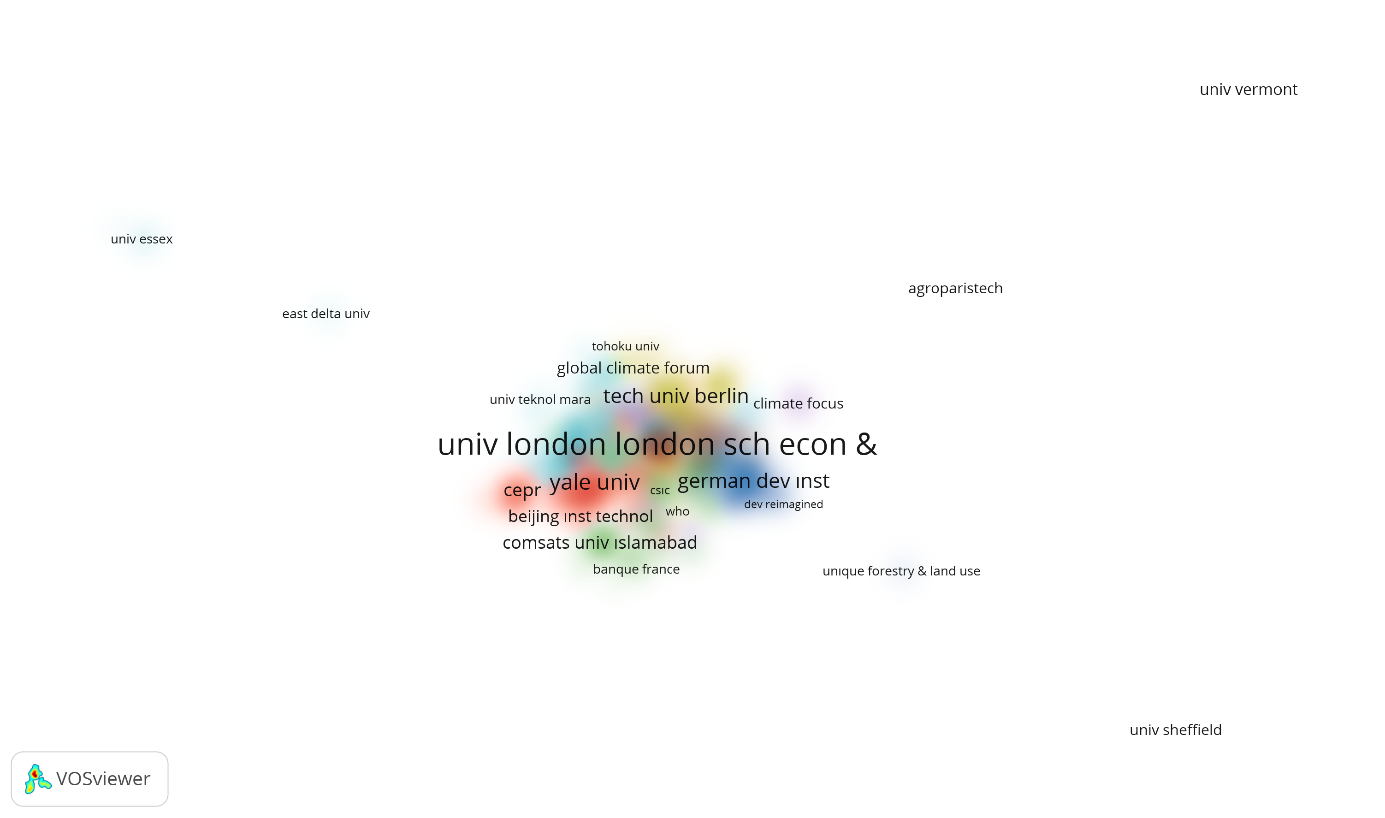 univ vermont
univ essex
agroparistech
east delta univ
tohoku univ
global climate forum
tech univ berlin
univ teknol mara
climate focus
univ london london sch econ &
yale univ
german dev ınst
cepr
csıc
dev reimagined
beijing ınst technol
who
comsats unıv ıslamabad
banque france
unıque forestry & land use
univ sheffield
VOSviewer